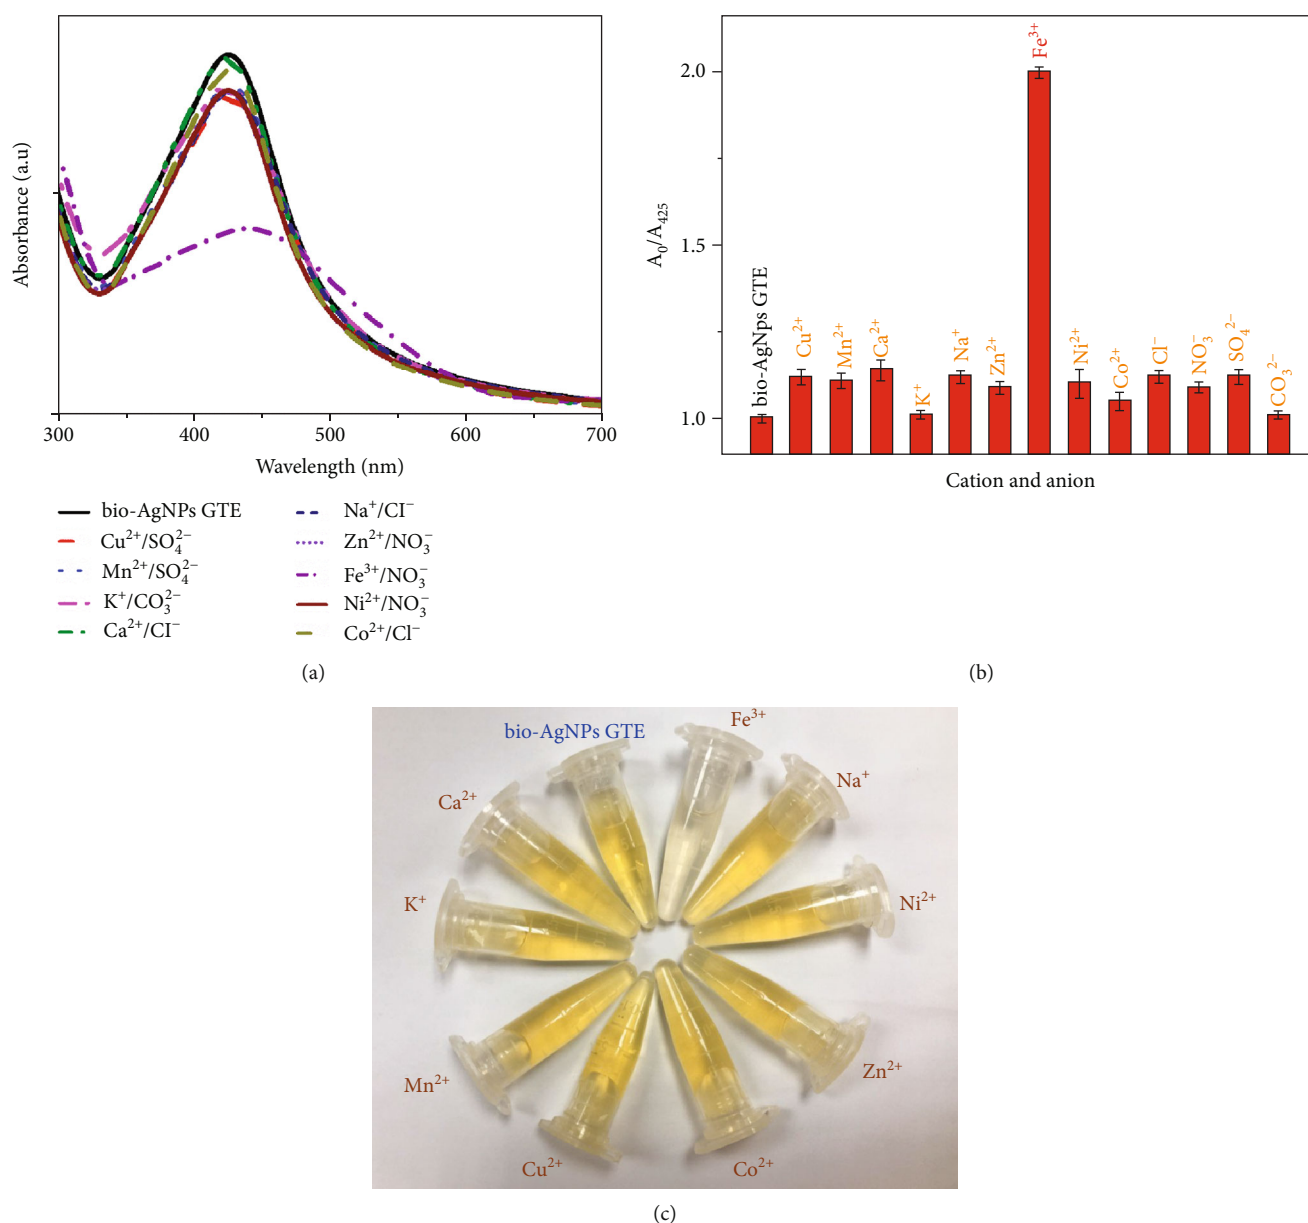 Absorbance (a.u)
300 400 500 600 700
Wavelength (nm)
bio-AgNPs GTE
Cu²⁺/SO₄²⁻
Mn²⁺/SO₄²⁻
K⁺/CO₃²⁻
Ca²⁺/CI⁻
Na⁺/CI⁻
Zn²⁺/NO₃⁻
Fe³⁺/NO₃⁻
Ni²⁺/NO₃⁻
Co²⁺/Cl⁻
(a)
A₀/A₄₂₅
2.0
1.5
1.0
bio-AgNps GTE
Cu²⁺
Mn²⁺
Ca²⁺
K⁺
Na⁺
Zn²⁺
Fe³⁺
Ni²⁺
Co²⁺
Cl⁻
NO₃⁻
SO₄²⁻
CO₃²⁻
Cation and anion
(b)
bio-AgNPs GTE
Fe³⁺
Na⁺
Ni²⁺
Zn²⁺
Co²⁺
Cu²⁺
Mn²⁺
K⁺
Ca²⁺
(c)